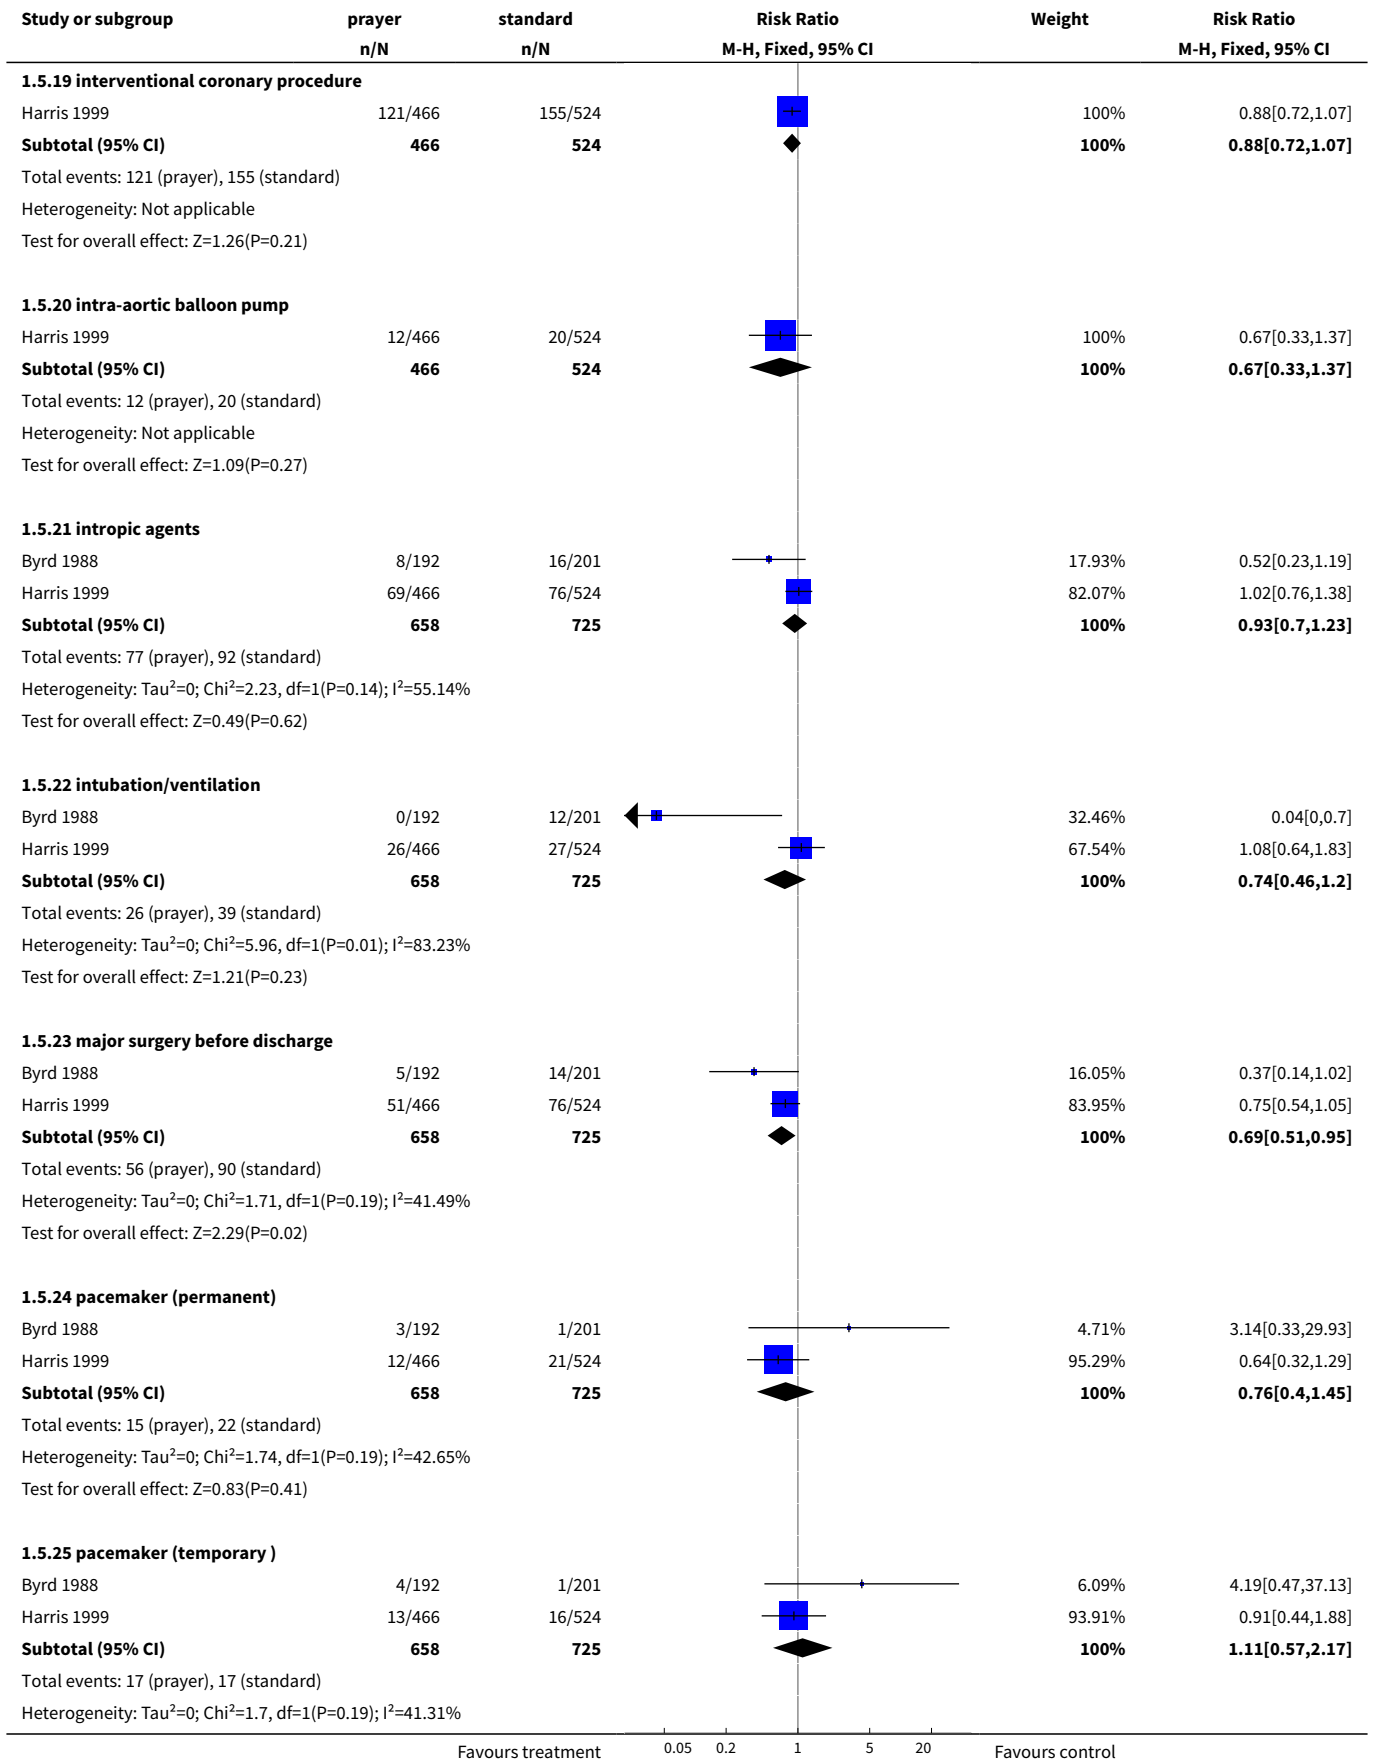 Study or subgroup prayer standard Risk Ratio Weight Risk Ratio
n/N n/N M-H, Fixed, 95% CI M-H, Fixed, 95% CI
1.5.19 interventional coronary procedure
Harris 1999 121/466 155/524 100% 0.88[0.72,1.07]
Subtotal (95% CI) 466 524 100% 0.88[0.72,1.07]
Total events: 121 (prayer), 155 (standard)
Heterogeneity: Not applicable
Test for overall effect: Z=1.26(P=0.21)
1.5.20 intra-aortic balloon pump
Harris 1999 12/466 20/524 100% 0.67[0.33,1.37]
Subtotal (95% CI) 466 524 100% 0.67[0.33,1.37]
Total events: 12 (prayer), 20 (standard)
Heterogeneity: Not applicable
Test for overall effect: Z=1.09(P=0.27)
1.5.21 intropic agents
Byrd 1988 8/192 16/201 17.93% 0.52[0.23,1.19]
Harris 1999 69/466 76/524 82.07% 1.02[0.76,1.38]
Subtotal (95% CI) 658 725 100% 0.93[0.7,1.23]
Total events: 77 (prayer), 92 (standard)
Heterogeneity: Tau²=0; Chi²=2.23, df=1(P=0.14); I²=55.14%
Test for overall effect: Z=0.49(P=0.62)
1.5.22 intubation/ventilation
Byrd 1988 0/192 12/201 32.46% 0.04[0,0.7]
Harris 1999 26/466 27/524 67.54% 1.08[0.64,1.83]
Subtotal (95% CI) 658 725 100% 0.74[0.46,1.2]
Total events: 26 (prayer), 39 (standard)
Heterogeneity: Tau²=0; Chi²=5.96, df=1(P=0.01); I²=83.23%
Test for overall effect: Z=1.21(P=0.23)
1.5.23 major surgery before discharge
Byrd 1988 5/192 14/201 16.05% 0.37[0.14,1.02]
Harris 1999 51/466 76/524 83.95% 0.75[0.54,1.05]
Subtotal (95% CI) 658 725 100% 0.69[0.51,0.95]
Total events: 56 (prayer), 90 (standard)
Heterogeneity: Tau²=0; Chi²=1.71, df=1(P=0.19); I²=41.49%
Test for overall effect: Z=2.29(P=0.02)
1.5.24 pacemaker (permanent)
Byrd 1988 3/192 1/201 4.71% 3.14[0.33,29.93]
Harris 1999 12/466 21/524 95.29% 0.64[0.32,1.29]
Subtotal (95% CI) 658 725 100% 0.76[0.4,1.45]
Total events: 15 (prayer), 22 (standard)
Heterogeneity: Tau²=0; Chi²=1.74, df=1(P=0.19); I²=42.65%
Test for overall effect: Z=0.83(P=0.41)
1.5.25 pacemaker (temporary )
Byrd 1988 4/192 1/201 6.09% 4.19[0.47,37.13]
Harris 1999 13/466 16/524 93.91% 0.91[0.44,1.88]
Subtotal (95% CI) 658 725 100% 1.11[0.57,2.17]
Total events: 17 (prayer), 17 (standard)
Heterogeneity: Tau²=0; Chi²=1.7, df=1(P=0.19); I²=41.31%
Favours treatment 0.05 0.2 1 5 20 Favours control